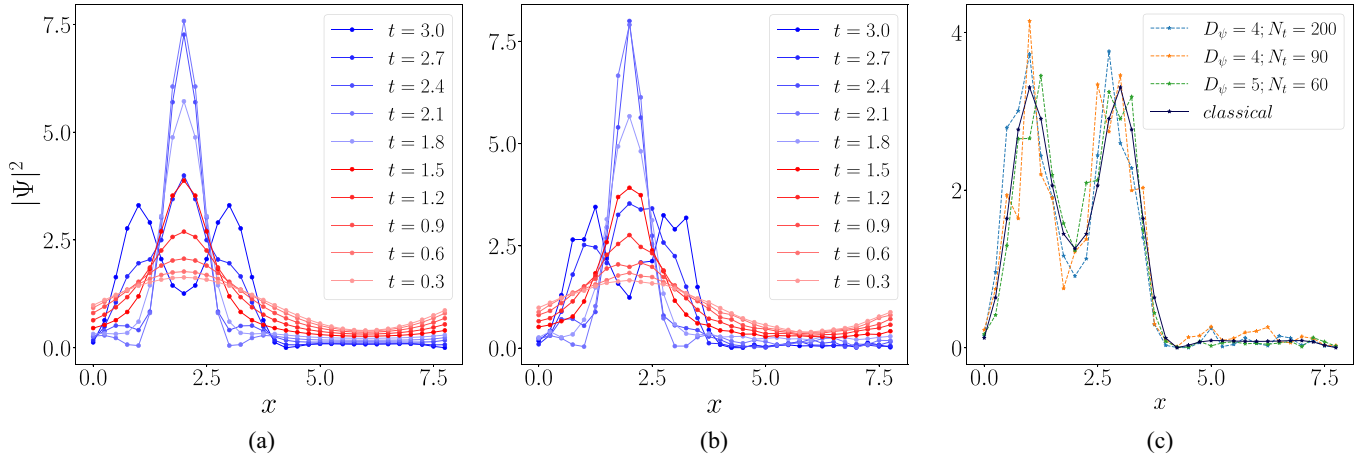 |Ψ|²
7.5
5.0
2.5
0.0
t = 3.0
t = 2.7
t = 2.4
t = 2.1
t = 1.8
t = 1.5
t = 1.2
t = 0.9
t = 0.6
t = 0.3
0.0 2.5 5.0 7.5
x
(a)
7.5
5.0
2.5
0.0
t = 3.0
t = 2.7
t = 2.4
t = 2.1
t = 1.8
t = 1.5
t = 1.2
t = 0.9
t = 0.6
t = 0.3
0.0 2.5 5.0 7.5
x
(b)
4
2
0
D_ψ = 4; N_t = 200
D_ψ = 4; N_t = 90
D_ψ = 5; N_t = 60
classical
0.0 2.5 5.0 7.5
x
(c)